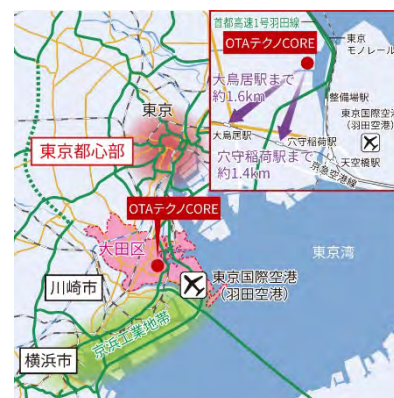 首都高速1号羽田線
OTAテクノCORE
東京
モノレール
大鳥居駅まで
約1.6km
整備場駅
東京国際空港
(羽田空港)
大鳥居駅
穴守稲荷駅
天空橋駅
穴守稲荷駅まで
約1.4km
京急空港線
東京
東京都心部
OTAテクノCORE
大田区
東京湾
川崎市
東京国際空港
(羽田空港)
京浜工業地帯
横浜市